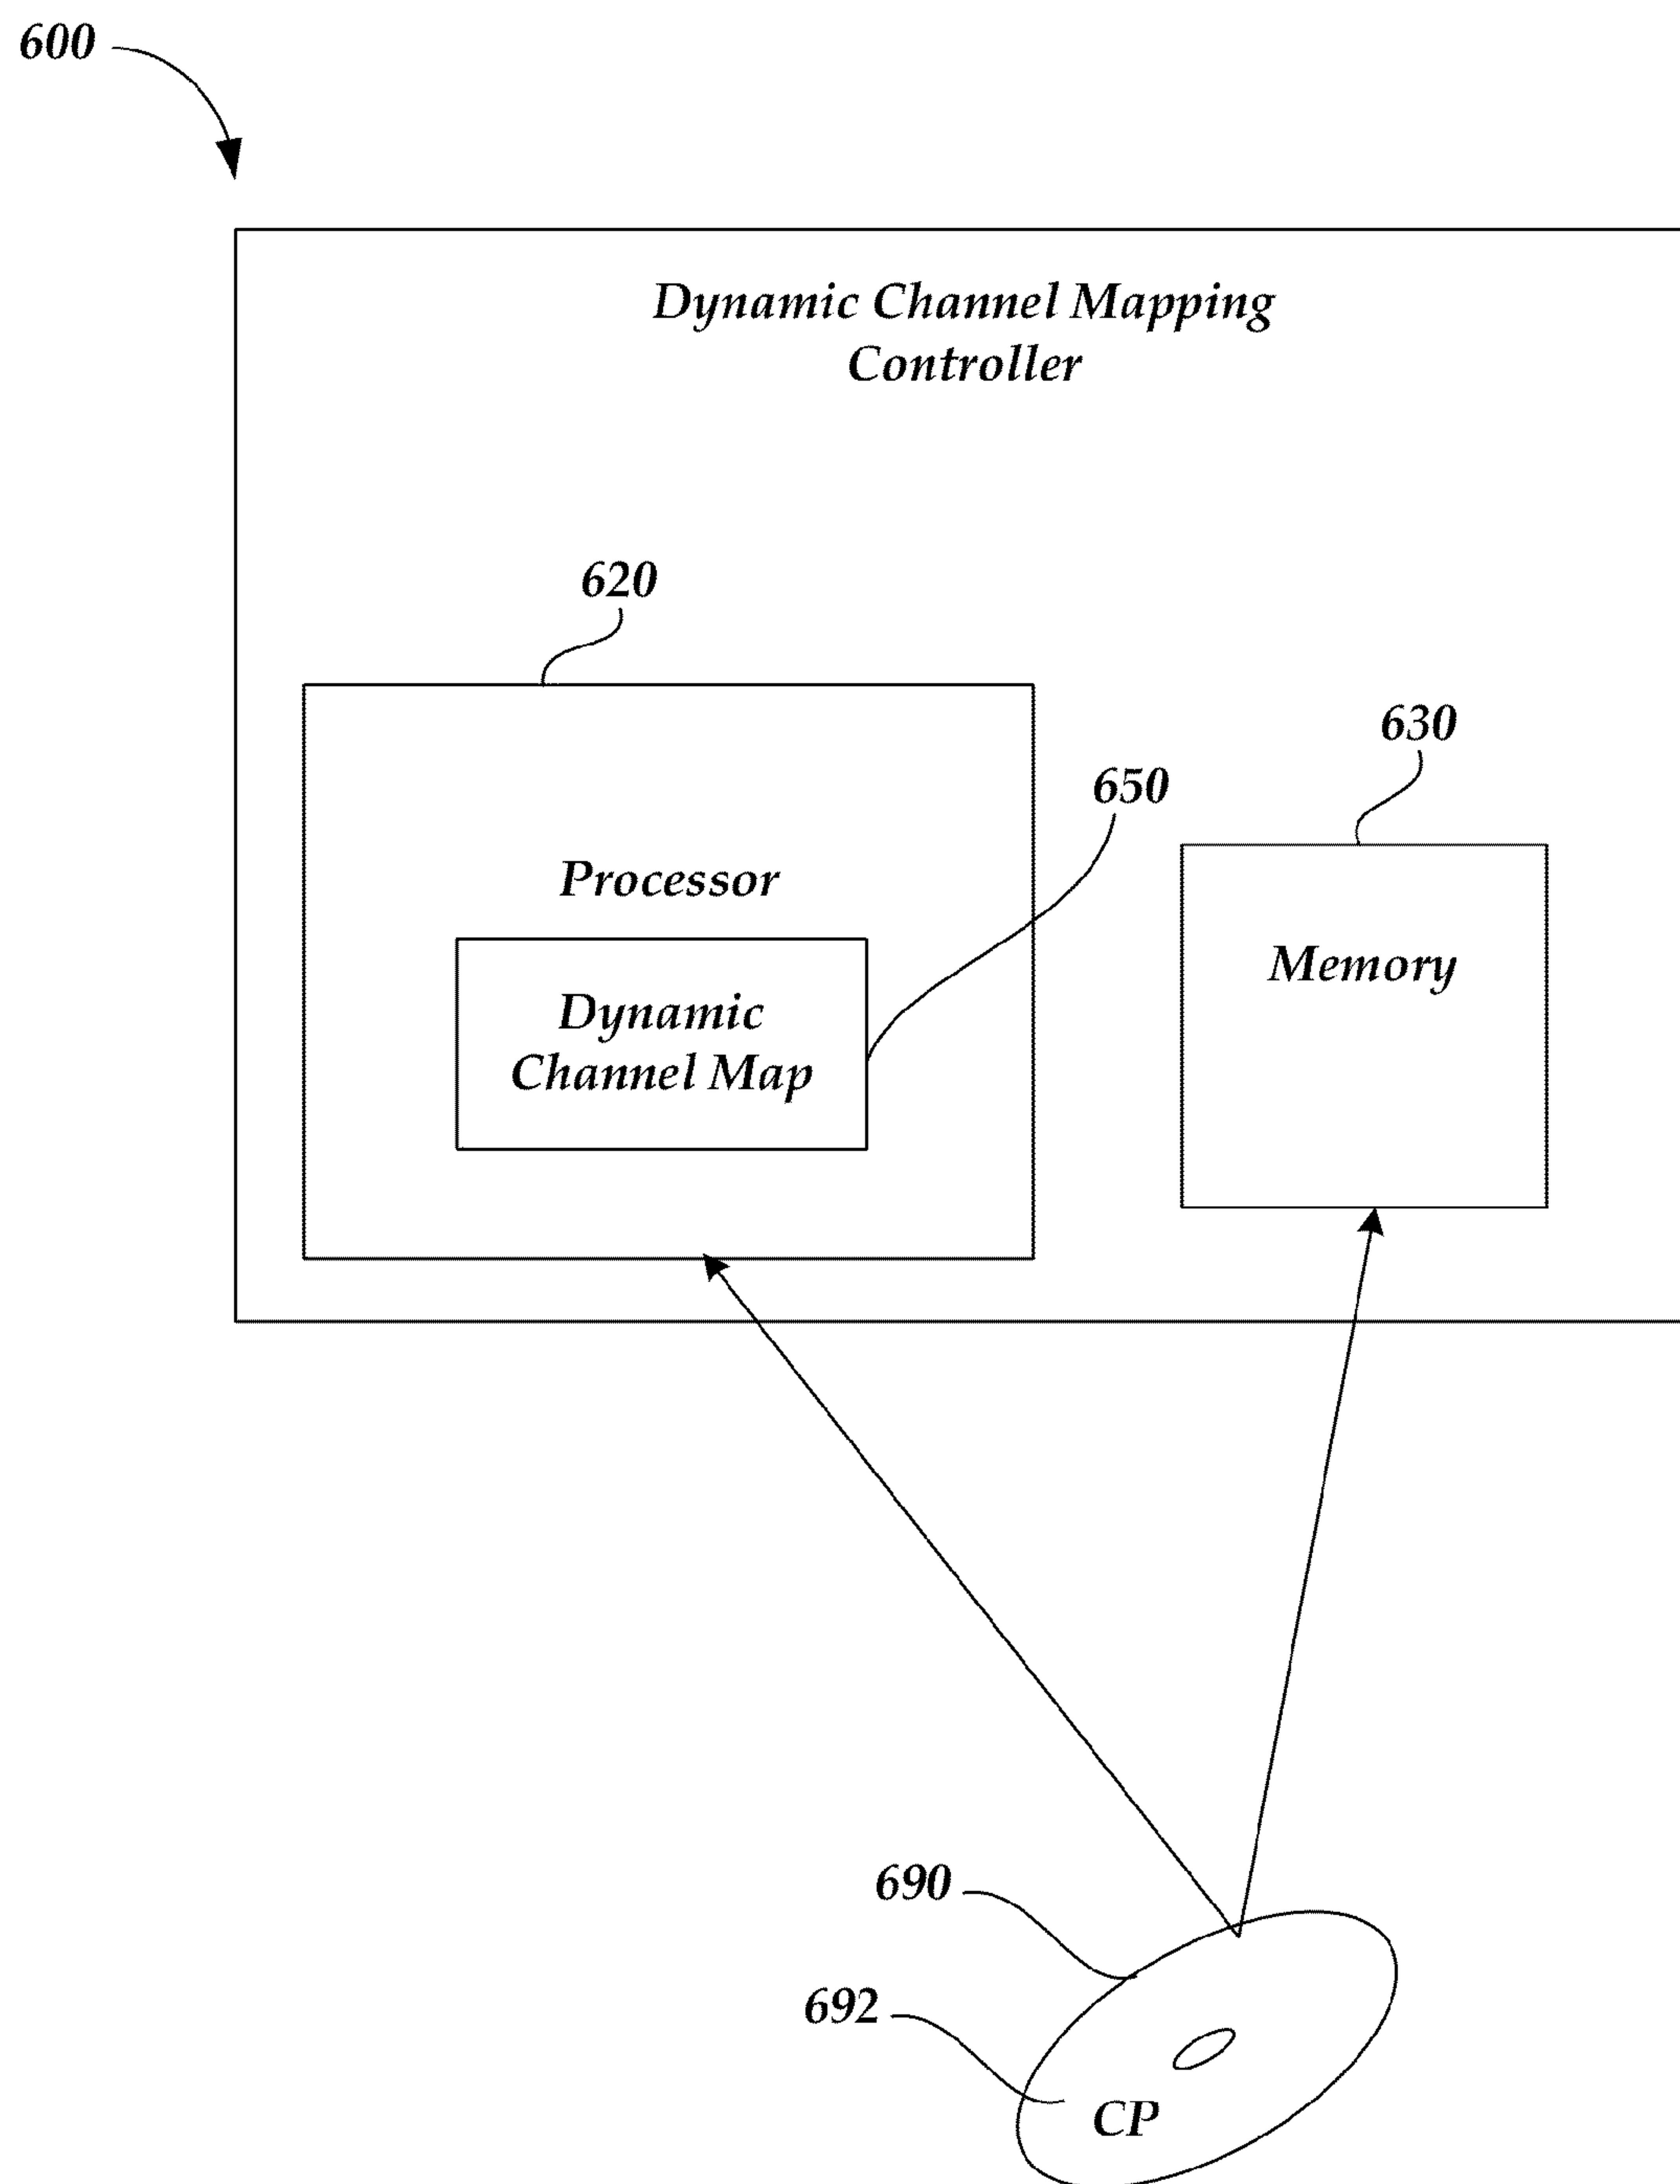 600
Dynamic Channel Mapping
Controller
620
630
650
Processor
Memory
Dynamic
Channel Map
690
692
CP